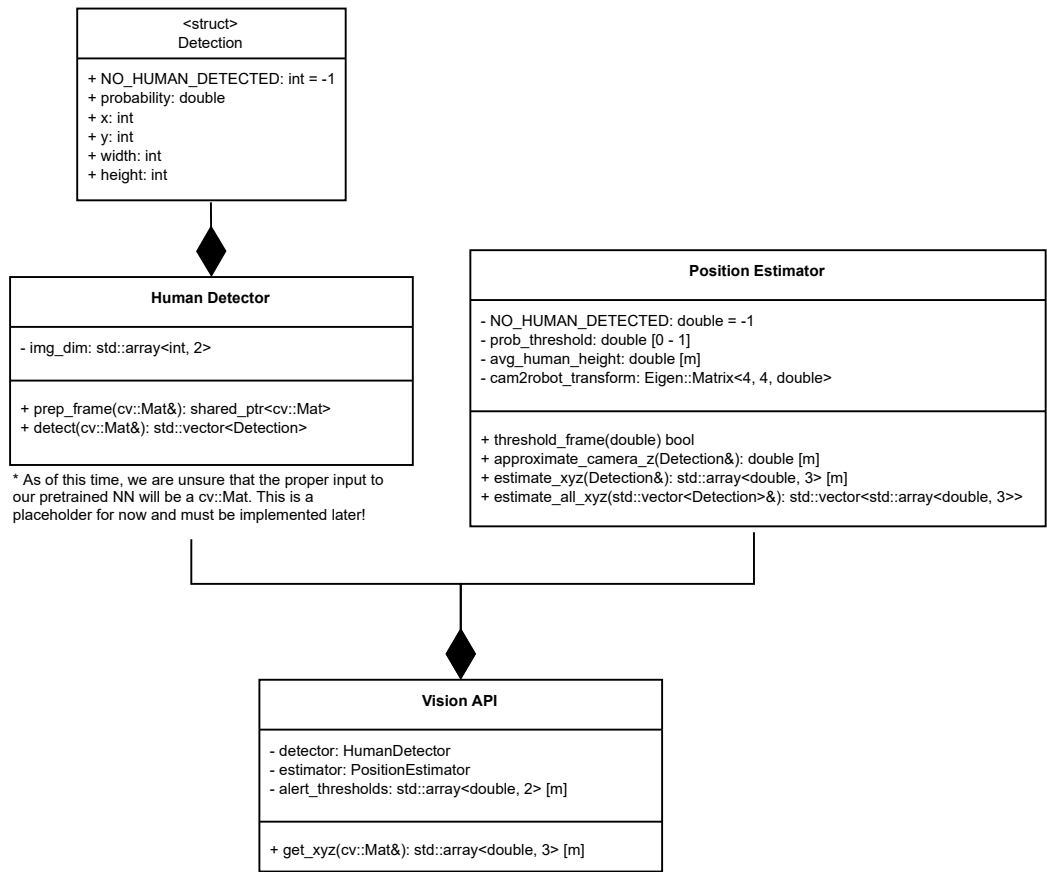 <struct>
Detection
+ NO_HUMAN_DETECTED: int = -1
+ probability: double
+ x: int
+ y: int
+ width: int
+ height: int
Human Detector
- img_dim: std::array<int, 2>
+ prep_frame(cv::Mat&): shared_ptr<cv::Mat>
+ detect(cv::Mat&): std::vector<Detection>
* As of this time, we are unsure that the proper input to
our pretrained NN will be a cv::Mat. This is a
placeholder for now and must be implemented later!
Position Estimator
- NO_HUMAN_DETECTED: double = -1
- prob_threshold: double [0 - 1]
- avg_human_height: double [m]
- cam2robot_transform: Eigen::Matrix<4, 4, double>
+ threshold_frame(double) bool
+ approximate_camera_z(Detection&): double [m]
+ estimate_xyz(Detection&): std::array<double, 3> [m]
+ estimate_all_xyz(std::vector<Detection>&): std::vector<std::array<double, 3>>
Vision API
- detector: HumanDetector
- estimator: PositionEstimator
- alert_thresholds: std::array<double, 2> [m]
+ get_xyz(cv::Mat&): std::array<double, 3> [m]